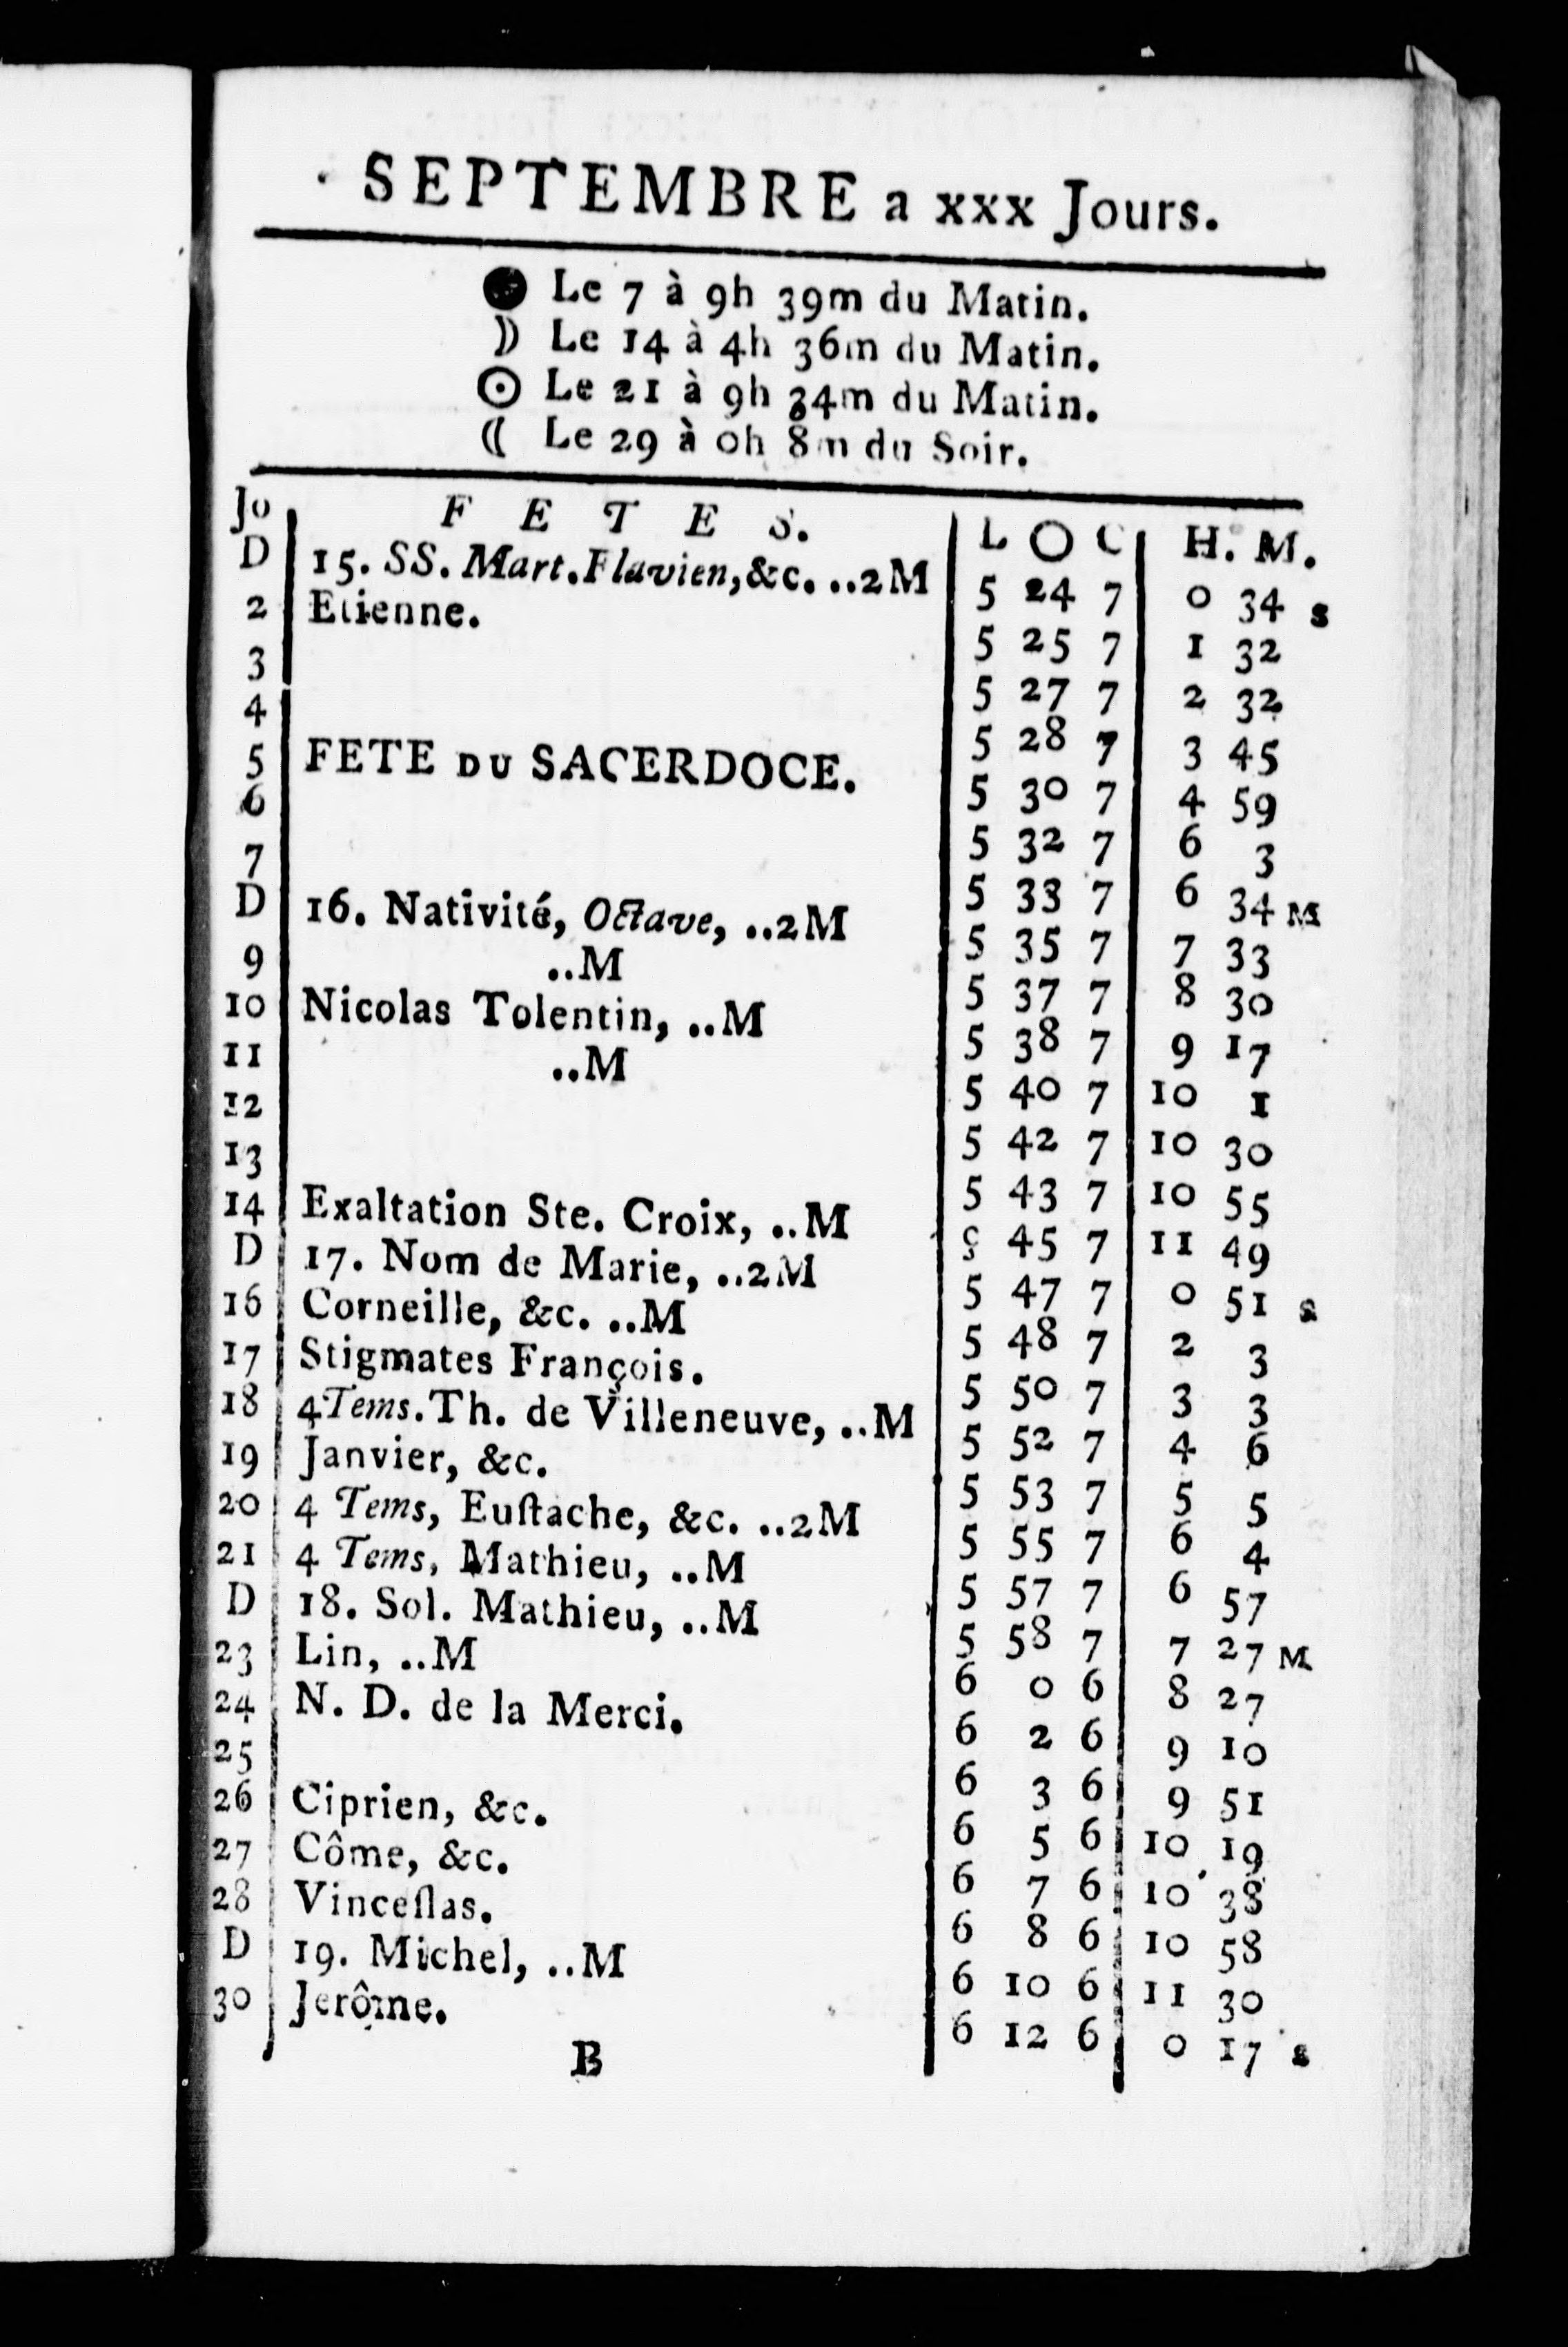 SEPTEMBRE a xxx Jours.
Le 7 à 9h 39m du Matin.
Le 14 à 4h 36m du Matin.
Le 21 à 9h 34m du Matin.
Le 29 à 0h 8m du Soir.
Jo F E T E S. L O C H. M.
D 15. SS. Mart. Flavien, &c. ..2M 5 24 7 0 34 s
2 Etienne. 5 25 7 1 32
3 5 27 7 2 32
4 5 28 7 3 45
5 FETE DU SACERDOCE. 5 30 7 4 59
6 5 32 7 6 3
7 5 33 7 6 34 M
D 16. Nativité, Octave, ..2M 5 35 7 7 33
9 ..M 5 37 7 8 30
10 Nicolas Tolentin, ..M 5 38 7 9 17
11 ..M 5 40 7 10 1
12 5 42 7 10 30
13 5 43 7 10 55
14 Exaltation Ste. Croix, ..M 5 45 7 11 49
D 17. Nom de Marie, ..2M 5 47 7 0 51 s
16 Corneille, &c. ..M 5 48 7 2 3
17 Stigmates François. 5 50 7 3 3
18 4 Tems. Th. de Villeneuve, ..M 5 52 7 4 6
19 Janvier, &c. 5 53 7 5 5
20 4 Tems, Euſtache, &c. ..2M 5 55 7 6 4
21 4 Tems, Mathieu, ..M 5 57 7 6 57
D 18. Sol. Mathieu, ..M 5 58 7 7 27 M
23 Lin, ..M 6 0 6 8 27
24 N. D. de la Merci. 6 2 6 9 10
25 6 3 6 9 51
26 Ciprien, &c. 6 5 6 10 19
27 Côme, &c. 6 7 6 10 38
28 Vinceſlas. 6 8 6 10 58
D 19. Michel, ..M 6 10 6 11 30
30 Jerôme. 6 12 6 0 17 s
B